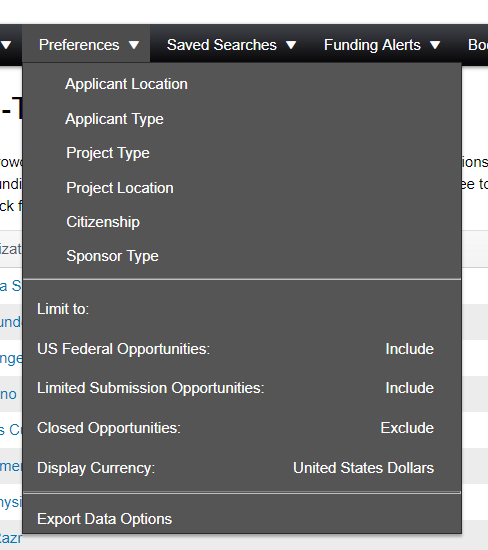 Preferences ▼ Saved Searches ▼ Funding Alerts ▼
Applicant Location
Applicant Type
Project Type
Project Location
Citizenship
Sponsor Type
Limit to:
US Federal Opportunities: Include
Limited Submission Opportunities: Include
Closed Opportunities: Exclude
Display Currency: United States Dollars
Export Data Options